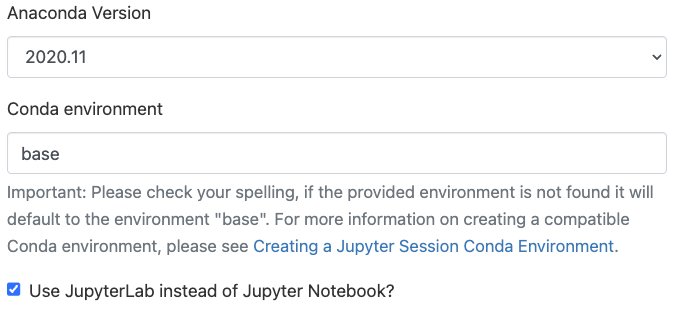 Anaconda Version
2020.11
Conda environment
base
Important: Please check your spelling, if the provided environment is not found it will
default to the environment "base". For more information on creating a compatible
Conda environment, please see Creating a Jupyter Session Conda Environment.
Use JupyterLab instead of Jupyter Notebook?